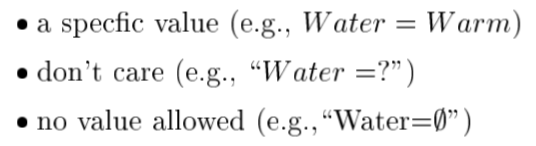 • a specfic value (e.g., Water = Warm)
• don't care (e.g., “Water =?”)
• no value allowed (e.g.,“Water=∅”)